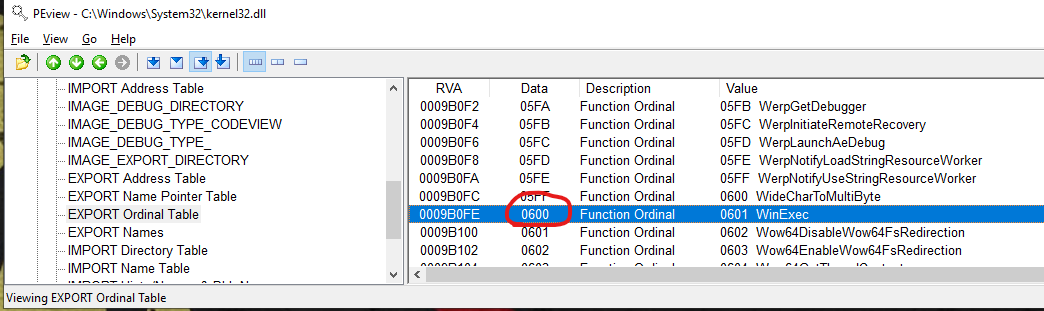 PEview - C:\Windows\System32\kernel32.dll
File View Go Help
IMPORT Address Table
IMAGE_DEBUG_DIRECTORY
IMAGE_DEBUG_TYPE_CODEVIEW
IMAGE_DEBUG_TYPE_
IMAGE_EXPORT_DIRECTORY
EXPORT Address Table
EXPORT Name Pointer Table
EXPORT Ordinal Table
EXPORT Names
IMPORT Directory Table
IMPORT Name Table
RVA Data Description Value
0009B0F2 05FA Function Ordinal 05FB WerpGetDebugger
0009B0F4 05FB Function Ordinal 05FC WerpInitiateRemoteRecovery
0009B0F6 05FC Function Ordinal 05FD WerpLaunchAeDebug
0009B0F8 05FD Function Ordinal 05FE WerpNotifyLoadStringResourceWorker
0009B0FA 05FE Function Ordinal 05FF WerpNotifyUseStringResourceWorker
0009B0FC 05FF Function Ordinal 0600 WideCharToMultiByte
0009B0FE 0600 Function Ordinal 0601 WinExec
0009B100 0601 Function Ordinal 0602 Wow64DisableWow64FsRedirection
0009B102 0602 Function Ordinal 0603 Wow64EnableWow64FsRedirection
Viewing EXPORT Ordinal Table